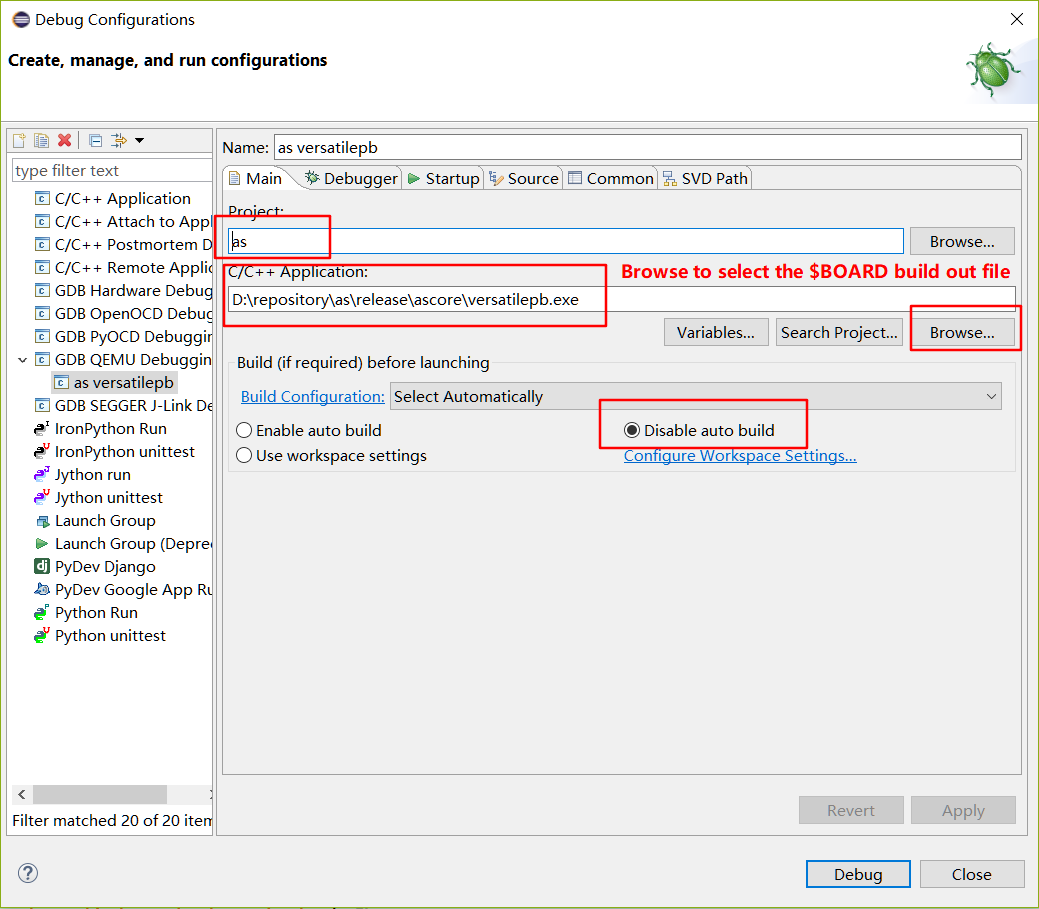 Debug Configurations
Create, manage, and run configurations
type filter text
C/C++ Application
C/C++ Attach to Appl
C/C++ Postmortem D
C/C++ Remote Applic
GDB Hardware Debug
GDB OpenOCD Debug
GDB PyOCD Debuggin
GDB QEMU Debuggin
as versatilepb
GDB SEGGER J-Link De
IronPython Run
IronPython unittest
Jython run
Jython unittest
Launch Group
Launch Group (Depre
PyDev Django
PyDev Google App Ru
Python Run
Python unittest
Filter matched 20 of 20 item
Name: as versatilepb
Main Debugger Startup Source Common SVD Path
Project:
as Browse...
C/C++ Application: Browse to select the $BOARD build out file
D:\repository\as\release\ascore\versatilepb.exe
Variables... Search Project... Browse...
Build (if required) before launching
Build Configuration: Select Automatically
Enable auto build Disable auto build
Use workspace settings Configure Workspace Settings...
Revert Apply
Debug Close